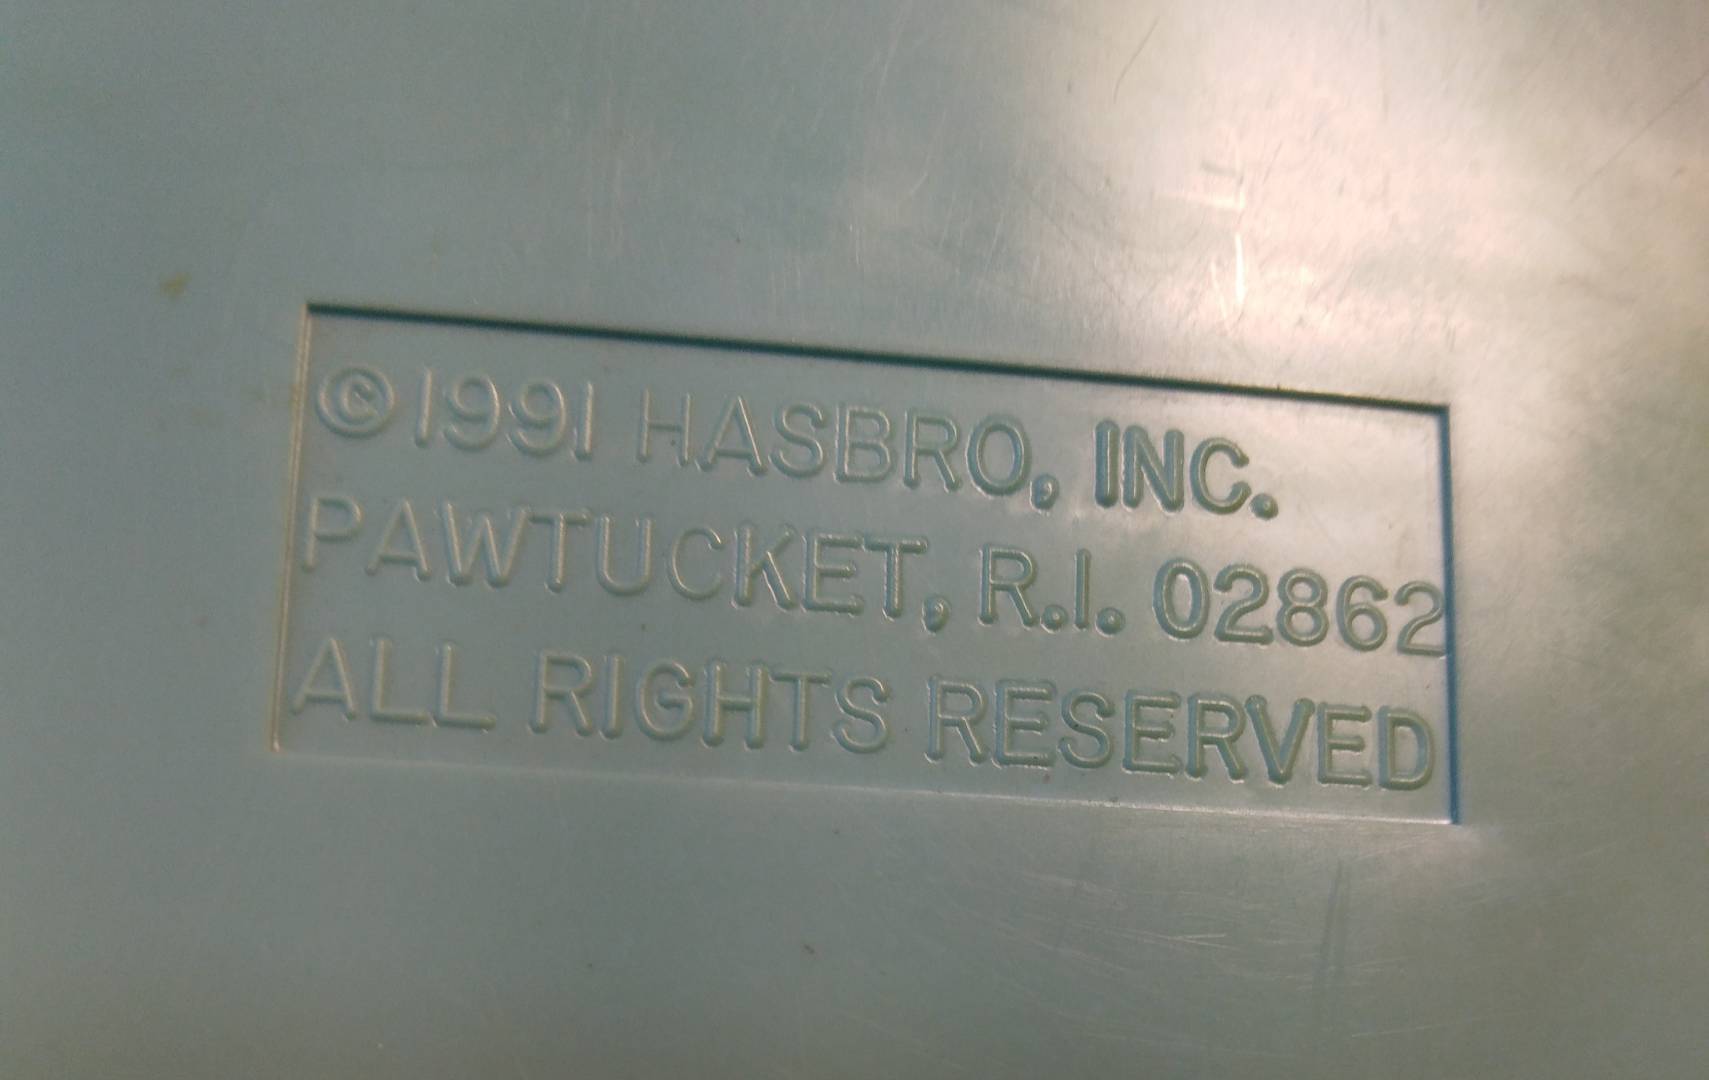 ©1991 HASBRO, INC.
PAWTUCKET, R.I. 02862
ALL RIGHTS RESERVED